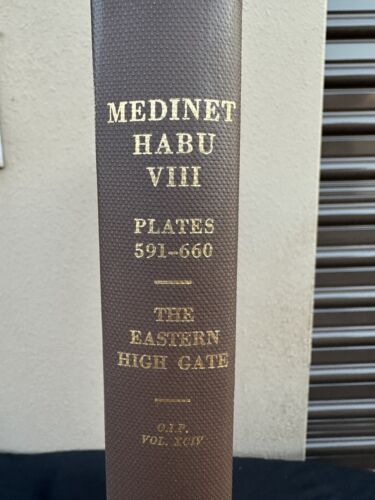 MEDINET
HABU
VIII
PLATES
591–660
THE
EASTERN
HIGH GATE
O.I.P.
VOL. XCIV